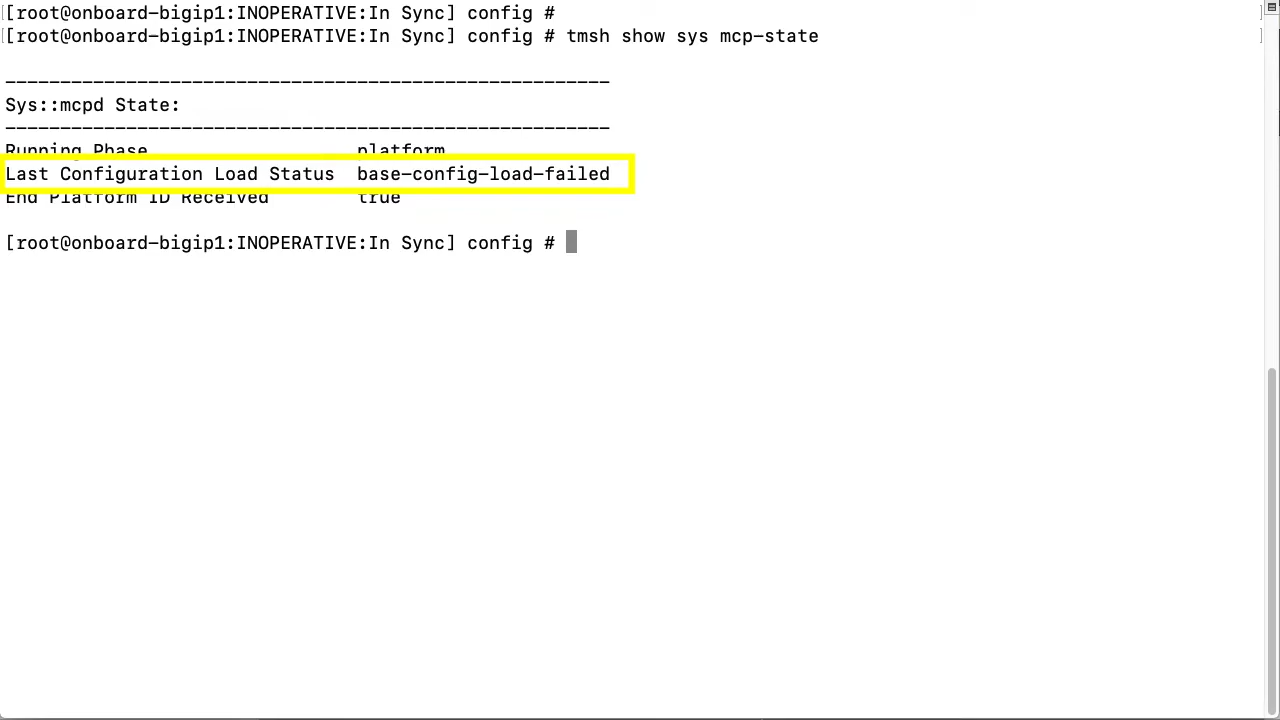 [root@onboard-bigip1:INOPERATIVE:In Sync] config #
[root@onboard-bigip1:INOPERATIVE:In Sync] config # tmsh show sys mcp-state
-------------------------------------------------------
Sys::mcpd State:
-------------------------------------------------------
Running Phase platform
Last Configuration Load Status base-config-load-failed
End Platform ID Received true
[root@onboard-bigip1:INOPERATIVE:In Sync] config #